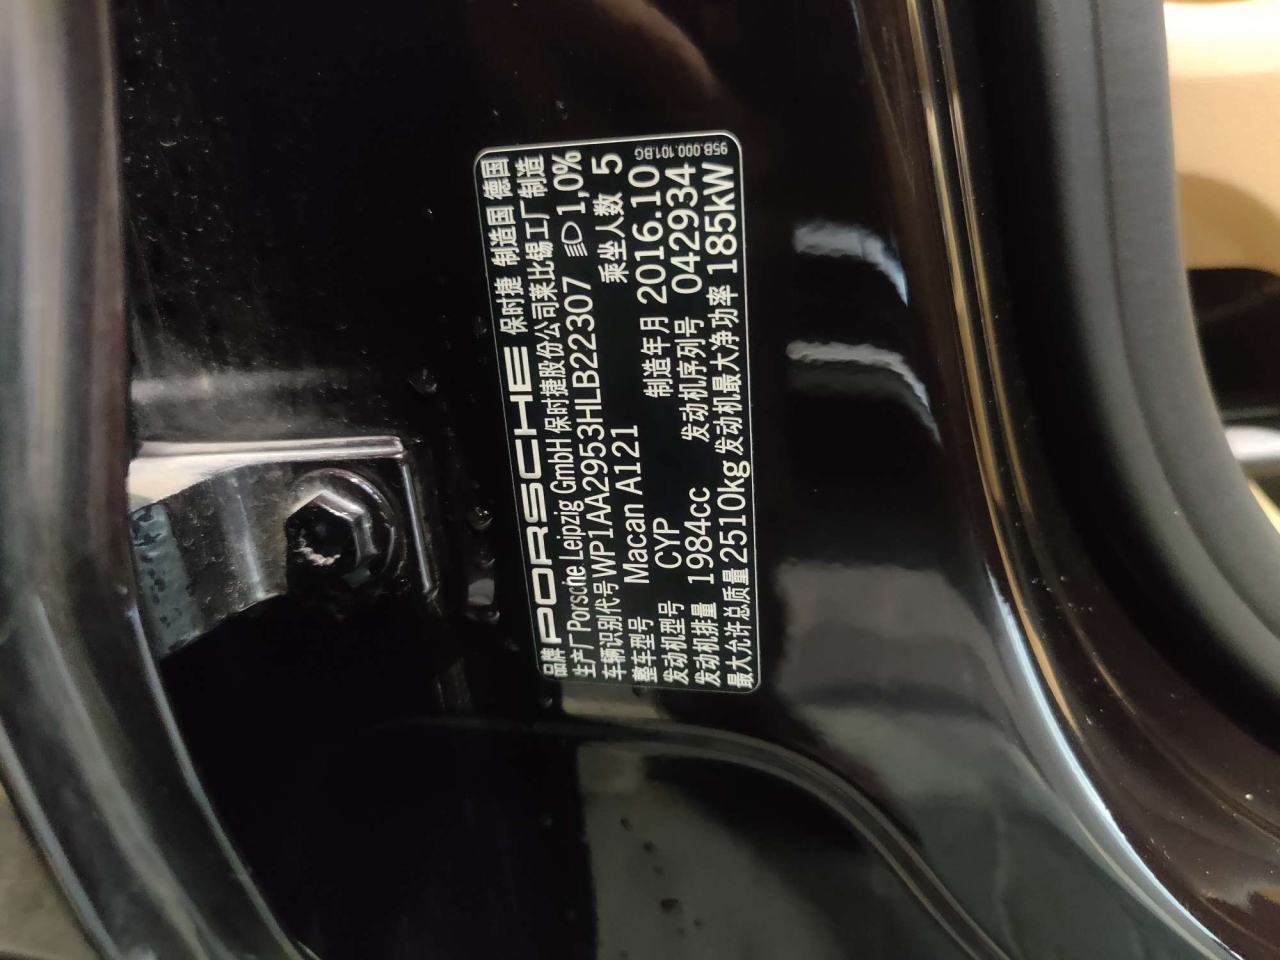 品牌 PORSCHE 保时捷 制造国 德国
生产厂 Porsche Leipzig GmbH 保时捷股份公司莱比锡工厂制造
车辆识别代号 WP1AA2953HLB22307 1,0%
整车型号 Macan A121 乘坐人数 5
发动机型号 CYP 制造年月 2016.10
发动机排量 1984cc 发动机序列号 042934
最大允许总质量 2510kg 发动机最大净功率 185kW
95B.000.101.BG